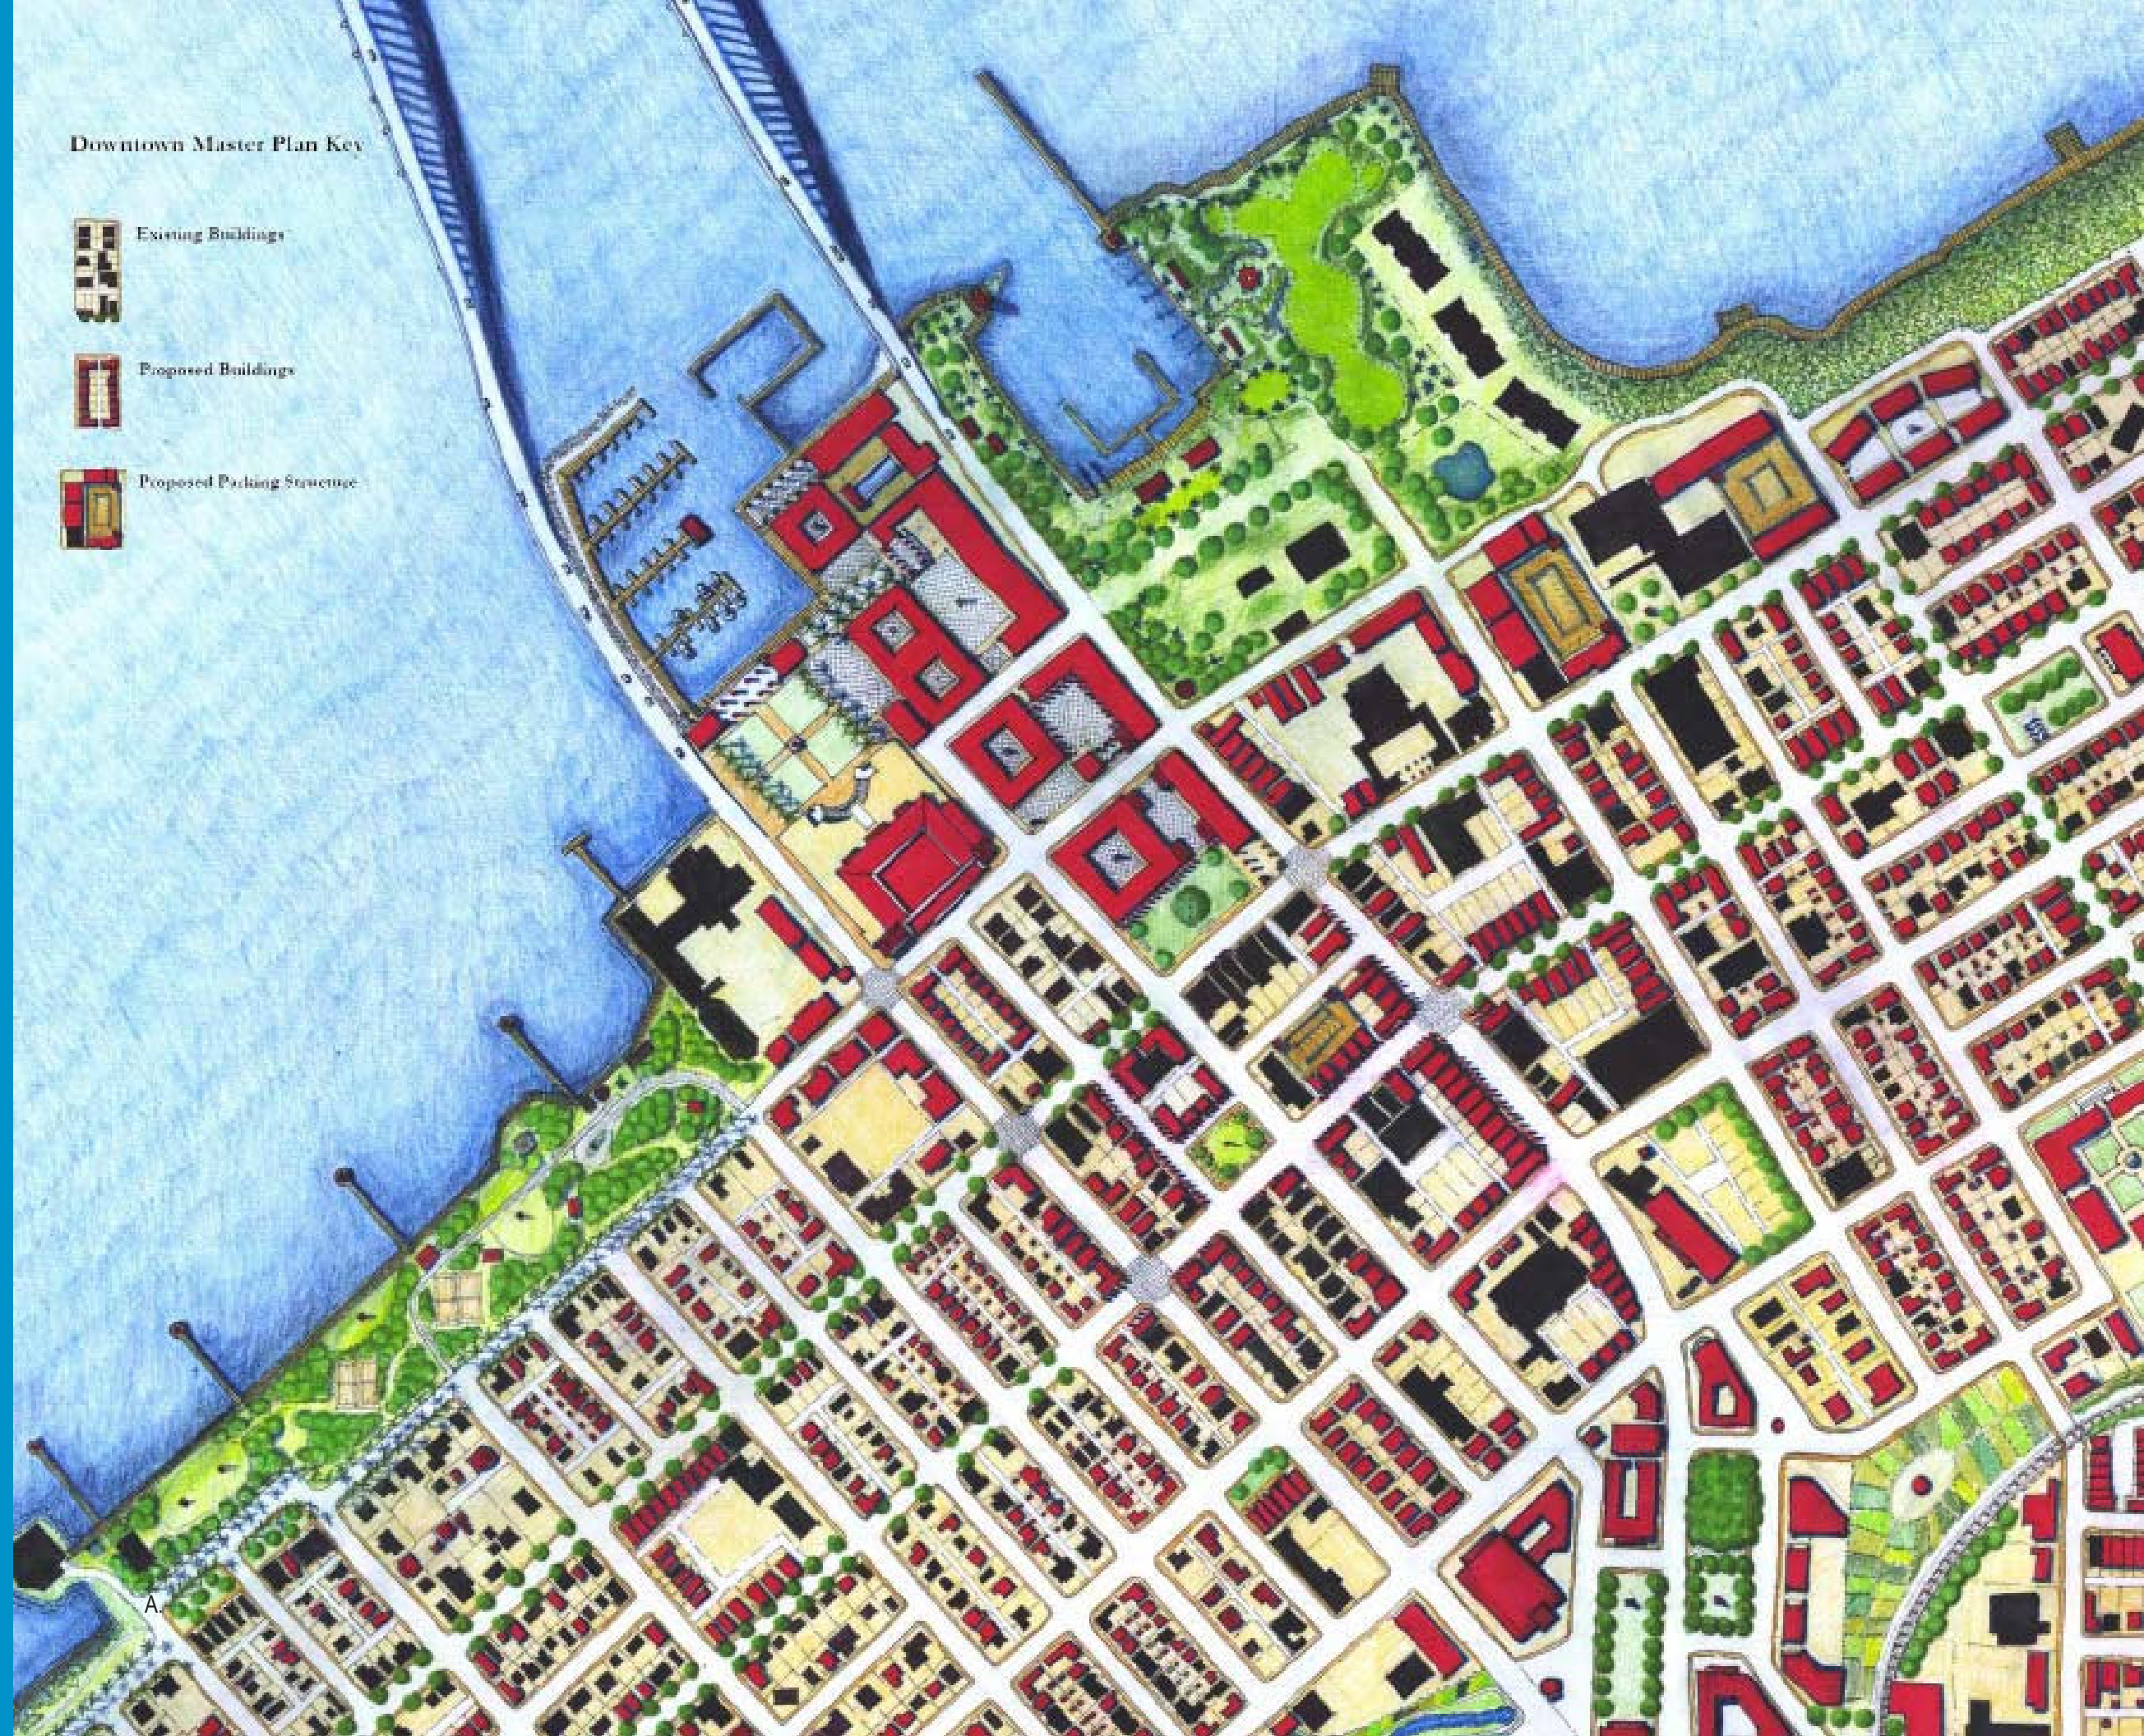 Downtown Master Plan Key
Existing Buildings
Proposed Buildings
Proposed Parking Structure
A.